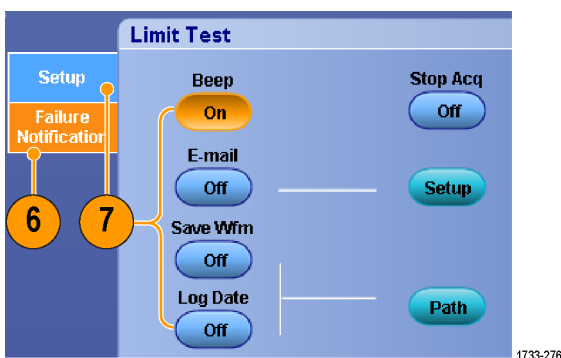 Limit Test
Setup
Failure
Notification
Beep
On
Stop Acq
Off
E-mail
Off
Setup
6
7
Save Wfm
Off
Log Date
Off
Path
1733-276